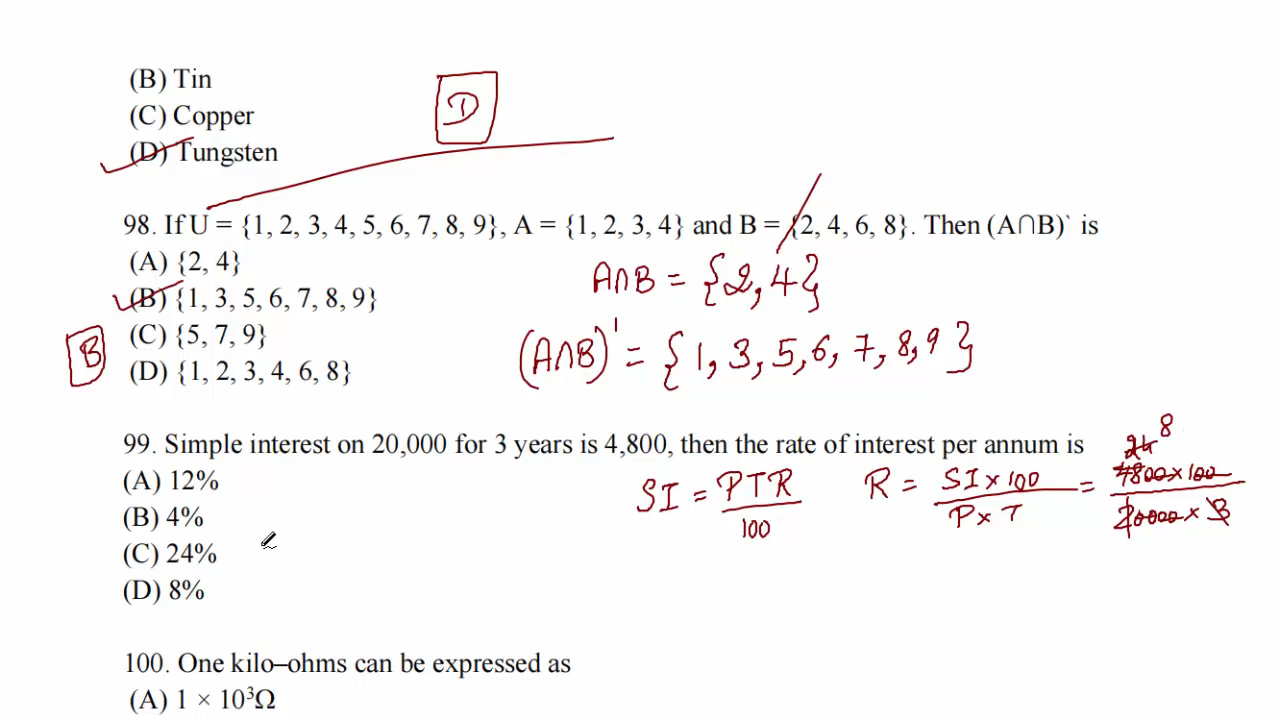 (B) Tin
(C) Copper
D
(D) Tungsten
98. If U = {1, 2, 3, 4, 5, 6, 7, 8, 9}, A = {1, 2, 3, 4} and B = {2, 4, 6, 8}. Then (A∩B)` is
(A) {2, 4}
A∩B = {2, 4}
(B) {1, 3, 5, 6, 7, 8, 9}
(C) {5, 7, 9}
B
(A∩B)' = {1, 3, 5, 6, 7, 8, 9}
(D) {1, 2, 3, 4, 6, 8}
99. Simple interest on 20,000 for 3 years is 4,800, then the rate of interest per annum is
(A) 12%
SI = PTR / 100
R = SI × 100 / P × T = 4800 × 100 / 20000 × 3
24 8
(B) 4%
(C) 24%
(D) 8%
100. One kilo–ohms can be expressed as
(A) 1 × 10³Ω